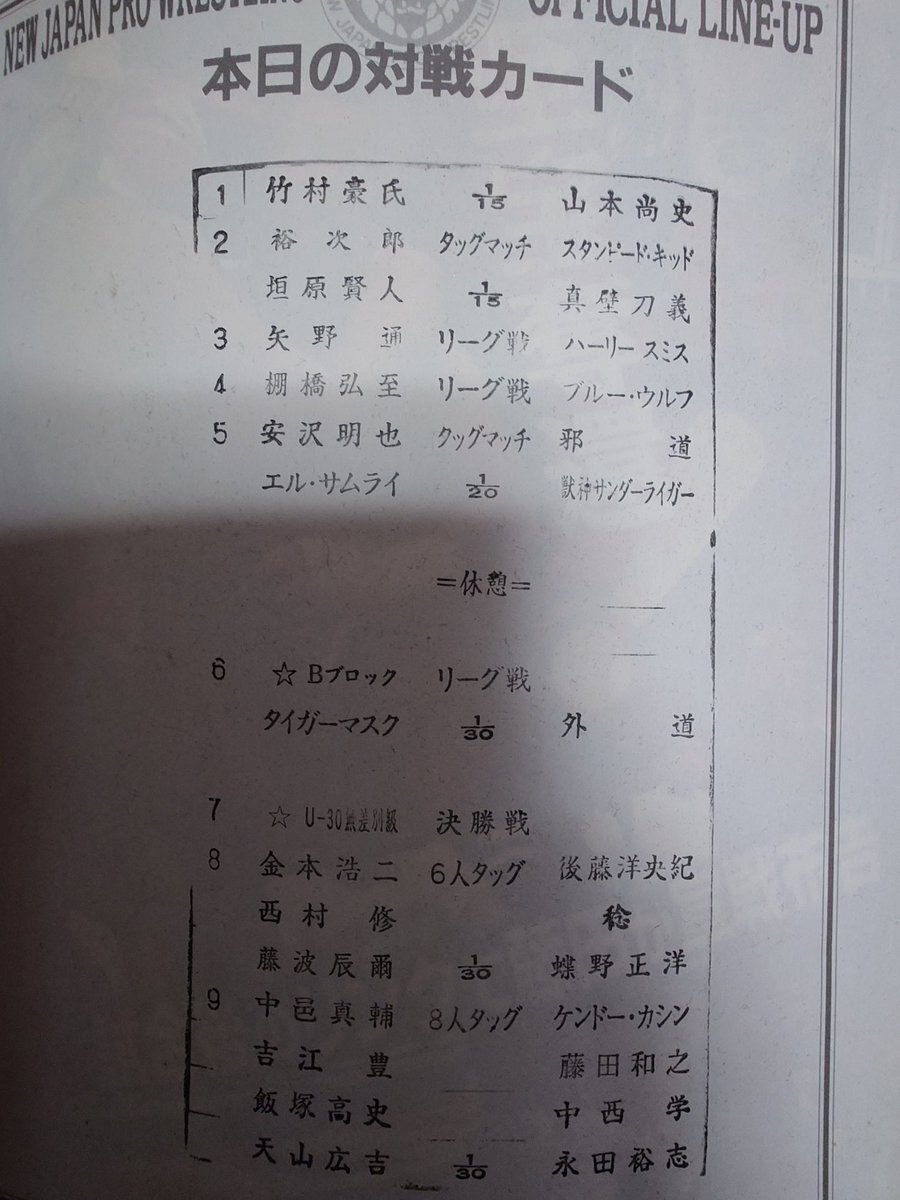 NEW JAPAN PRO WRESTLING OFFICIAL LINE-UP
本日の対戦カード
1 竹村豪氏 1/15 山本尚史
2 裕次郎 タッグマッチ スタンピード・キッド
垣原賢人 1/15 真壁刀義
3 矢野通 リーグ戦 ハーリースミス
4 棚橋弘至 リーグ戦 ブルー・ウルフ
5 安沢明也 タッグマッチ 邪道
エル・サムライ 1/20 獣神サンダーライガー
=休憩=
6 ☆Bブロック リーグ戦
タイガーマスク 1/30 外道
7 ☆U-30無差別級 決勝戦
8 金本浩二 6人タッグ 後藤洋央紀
西村修 稔
藤波辰爾 1/30 蝶野正洋
9 中邑真輔 8人タッグ ケンドー・カシン
吉江豊 藤田和之
飯塚高史 中西学
天山広吉 1/30 永田裕志